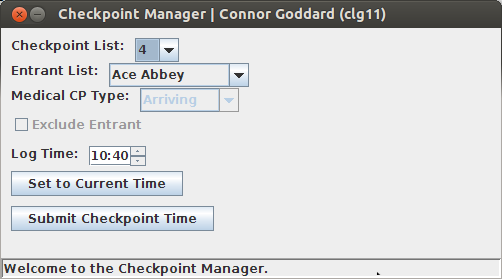 Checkpoint Manager | Connor Goddard (clg11)
Checkpoint List: 4
Entrant List: Ace Abbey
Medical CP Type: Arriving
Exclude Entrant
Log Time: 10:40
Set to Current Time
Submit Checkpoint Time
Welcome to the Checkpoint Manager.